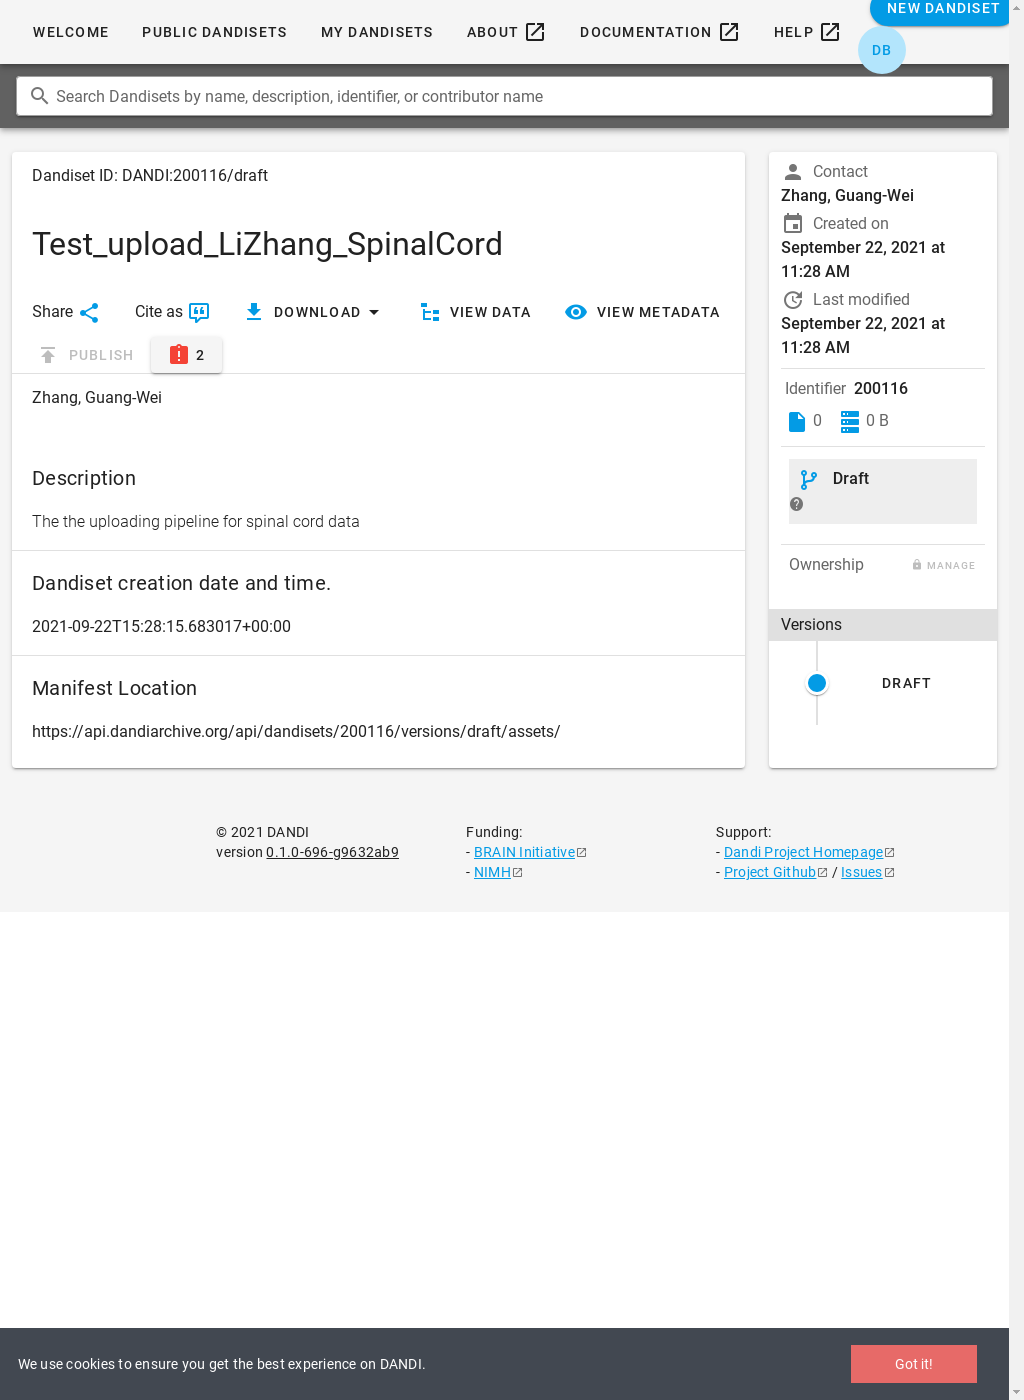 WELCOME PUBLIC DANDISETS MY DANDISETS ABOUT DOCUMENTATION HELP NEW DANDISET
DB
Search Dandisets by name, description, identifier, or contributor name
Dandiset ID: DANDI:200116/draft
Test_upload_LiZhang_SpinalCord
Share Cite as DOWNLOAD VIEW DATA VIEW METADATA
PUBLISH 2
Zhang, Guang-Wei
Description
The the uploading pipeline for spinal cord data
Dandiset creation date and time.
2021-09-22T15:28:15.683017+00:00
Manifest Location
https://api.dandiarchive.org/api/dandisets/200116/versions/draft/assets/
Contact
Zhang, Guang-Wei
Created on
September 22, 2021 at
11:28 AM
Last modified
September 22, 2021 at
11:28 AM
Identifier 200116
0 0 B
Draft
Ownership MANAGE
Versions
DRAFT
© 2021 DANDI
version 0.1.0-696-g9632ab9
Funding:
- BRAIN Initiative
- NIMH
Support:
- Dandi Project Homepage
- Project Github / Issues
We use cookies to ensure you get the best experience on DANDI.
Got it!